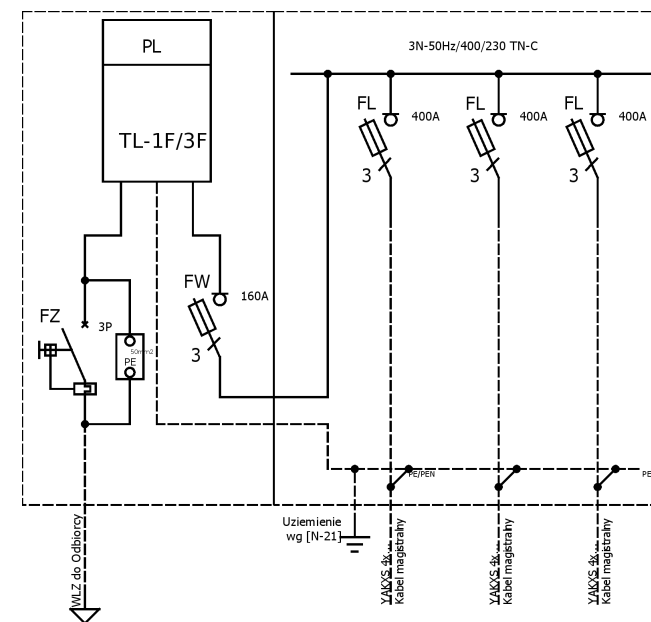 PL
3N-50Hz/400/230 TN-C
TL-1F/3F
FL
400A
3
FL
400A
3
FL
400A
3
FW
160A
3
FZ
3P
50mm2
PE
PE/PEN
PE
Uziemienie
wg [N-21]
WLZ do Odbiorcy
YAKXS 4x...
Kabel magistralny
YAKXS 4x...
Kabel magistralny
YAKXS 4x...
Kabel magistralny